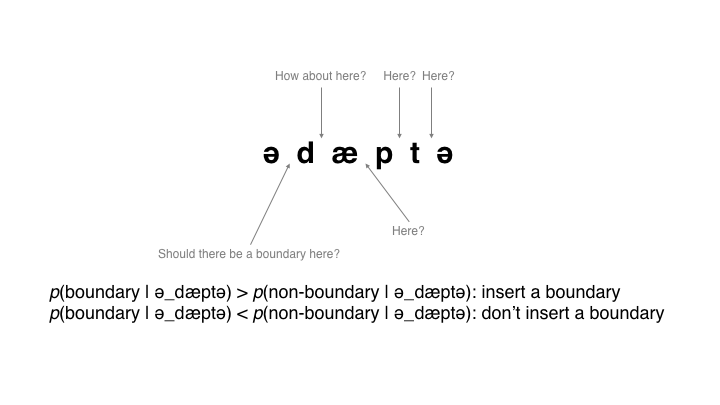 How about here? Here? Here?
ə d æ p t ə
Here?
Should there be a boundary here?
p(boundary | ə_dæptə) > p(non-boundary | ə_dæptə): insert a boundary
p(boundary | ə_dæptə) < p(non-boundary | ə_dæptə): don’t insert a boundary